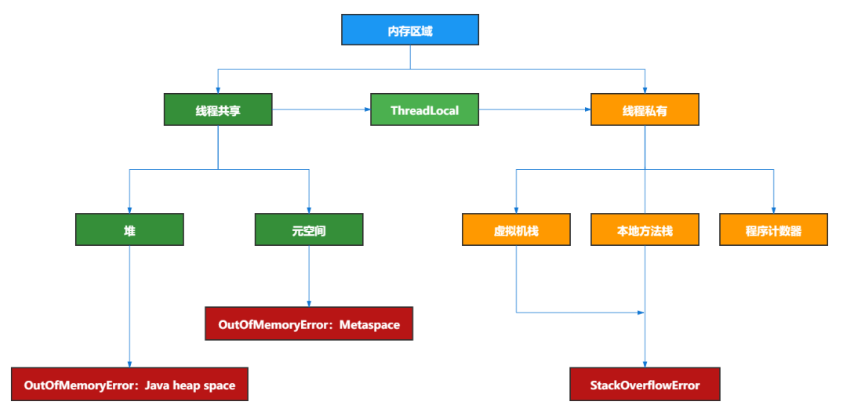 内存区域
线程共享
ThreadLocal
线程私有
堆
元空间
虚拟机栈
本地方法栈
程序计数器
OutOfMemoryError：Metaspace
OutOfMemoryError：Java heap space
StackOverflowError